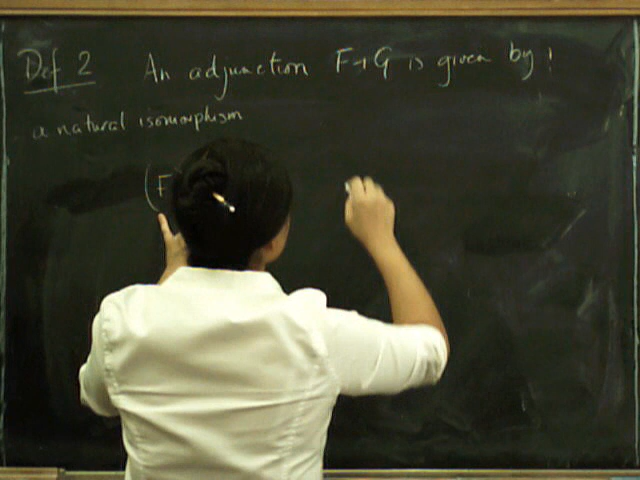 Def 2 An adjunction F ⊣ G is given by :
a natural isomorphism
(F